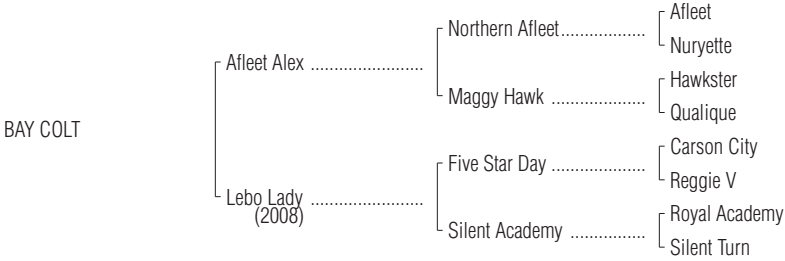 Afleet
Northern Afleet..................
Nuryette
Afleet Alex ........................
Hawkster
Maggy Hawk ....................
Qualique
BAY COLT
Carson City
Five Star Day ....................
Reggie V
Lebo Lady ........................
(2008)
Royal Academy
Silent Academy ................
Silent Turn